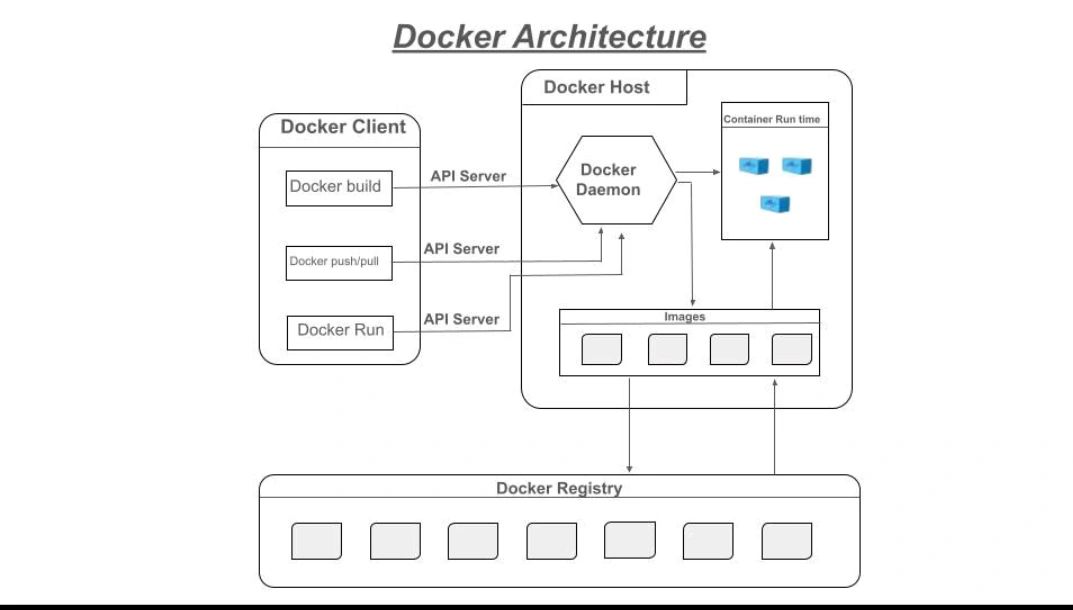 Docker Architecture
Docker Host
Docker Client
Container Run time
Docker build
API Server
Docker
Daemon
Docker push/pull
API Server
Docker Run
API Server
Images
Docker Registry